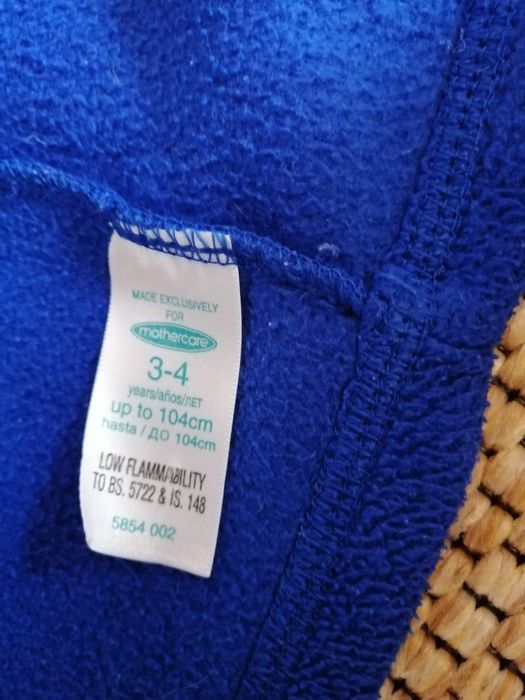 MADE EXCLUSIVELY
FOR
mothercare
3-4
years/años/ЛЕТ
up to 104cm
hasta / ДО 104cm
LOW FLAMMABILITY
TO BS. 5722 & IS. 148
5854 002